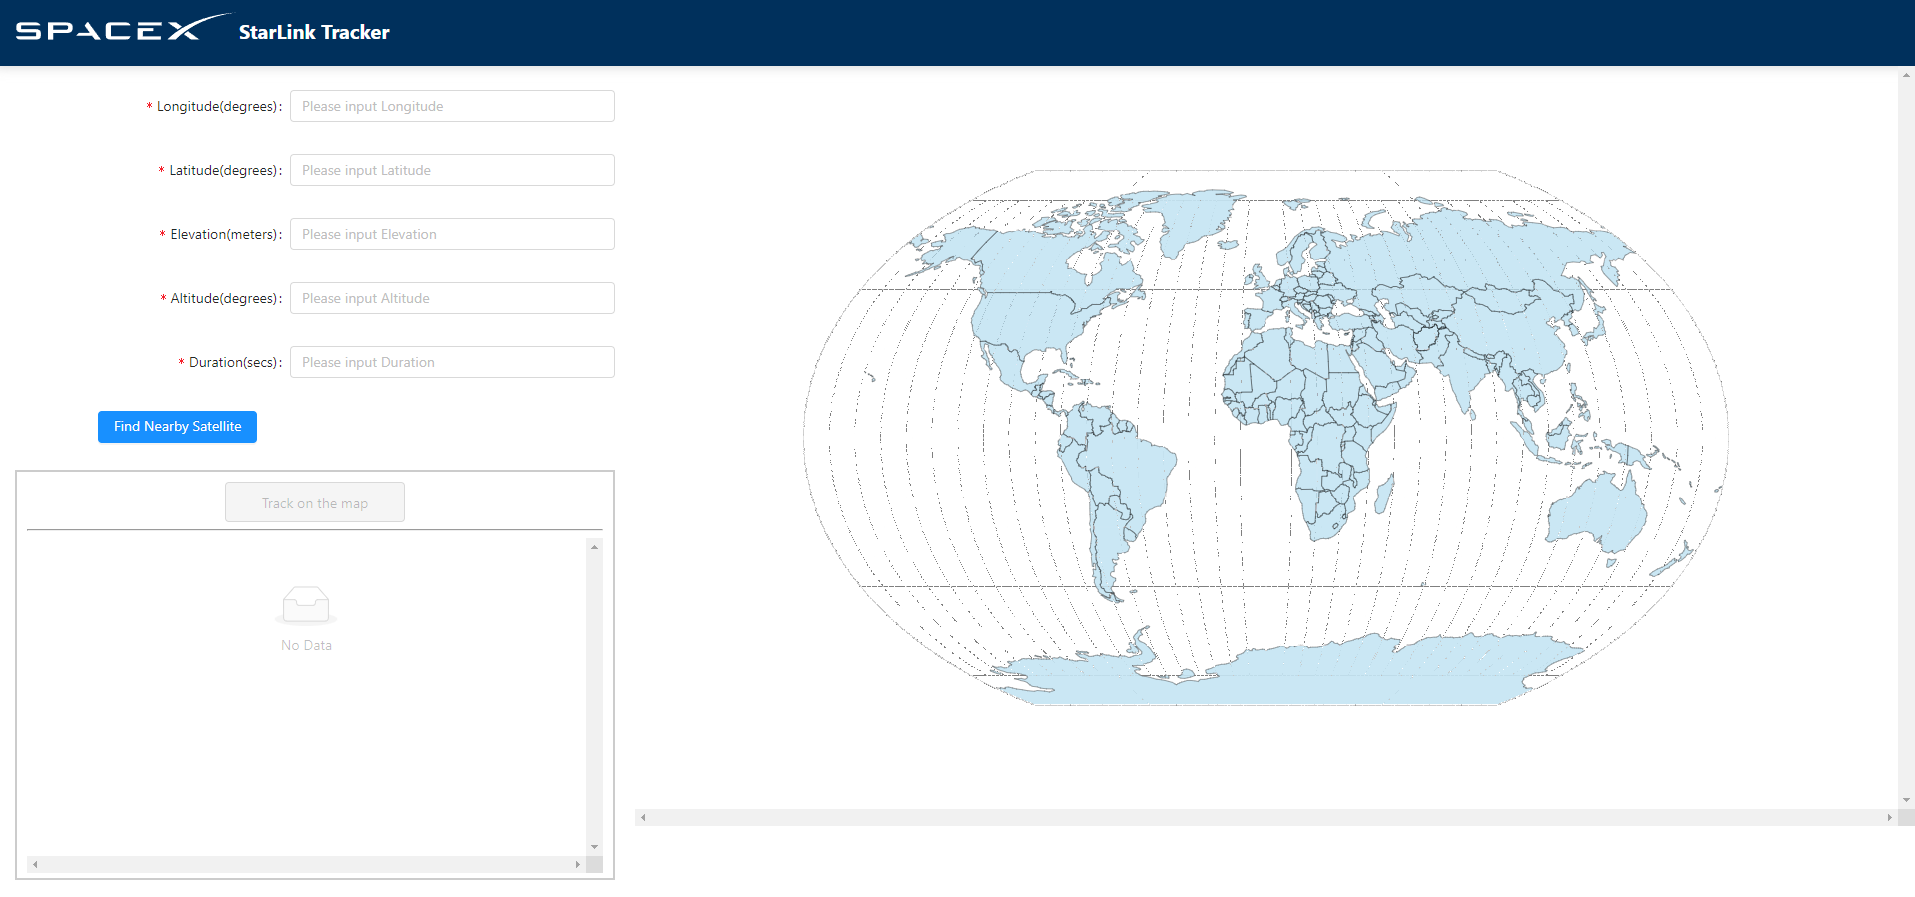 SPACEX StarLink Tracker
* Longitude(degrees): Please input Longitude
* Latitude(degrees): Please input Latitude
* Elevation(meters): Please input Elevation
* Altitude(degrees): Please input Altitude
* Duration(secs): Please input Duration
Find Nearby Satellite
Track on the map
No Data